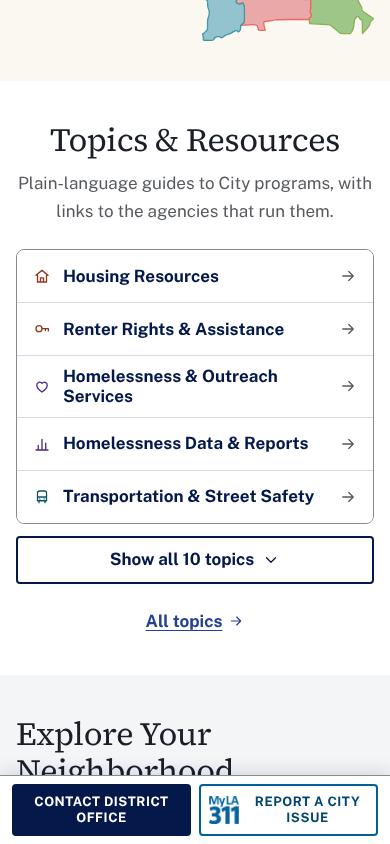 Topics & Resources
Plain-language guides to City programs, with
links to the agencies that run them.
Housing Resources
Renter Rights & Assistance
Homelessness & Outreach
Services
Homelessness Data & Reports
Transportation & Street Safety
Show all 10 topics
All topics
Explore Your
Neighborhood
CONTACT DISTRICT
OFFICE
MyLA
311
REPORT A CITY
ISSUE